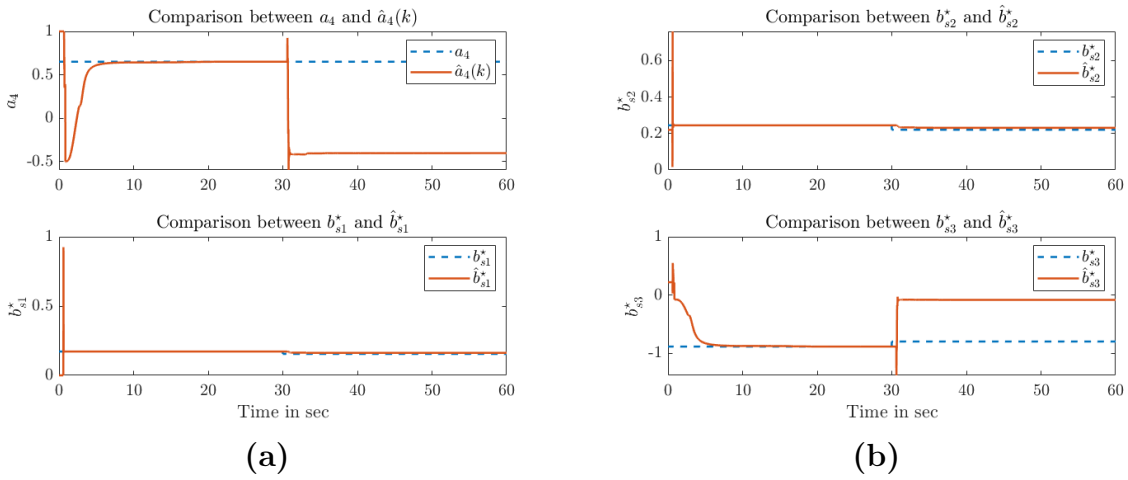 Comparison between a₄ and â₄(k)
1
0.5
0
-0.5
a₄
a₄
â₄(k)
0 10 20 30 40 50 60
Comparison between b*ₛ₁ and b̂*ₛ₁
1
0.5
0
b*ₛ₁
b*ₛ₁
b̂*ₛ₁
0 10 20 30 40 50 60
Time in sec
(a)
Comparison between b*ₛ₂ and b̂*ₛ₂
0.6
0.4
0.2
0
b*ₛ₂
b*ₛ₂
b̂*ₛ₂
0 10 20 30 40 50 60
Comparison between b*ₛ₃ and b̂*ₛ₃
1
0
-1
b*ₛ₃
b*ₛ₃
b̂*ₛ₃
0 10 20 30 40 50 60
Time in sec
(b)